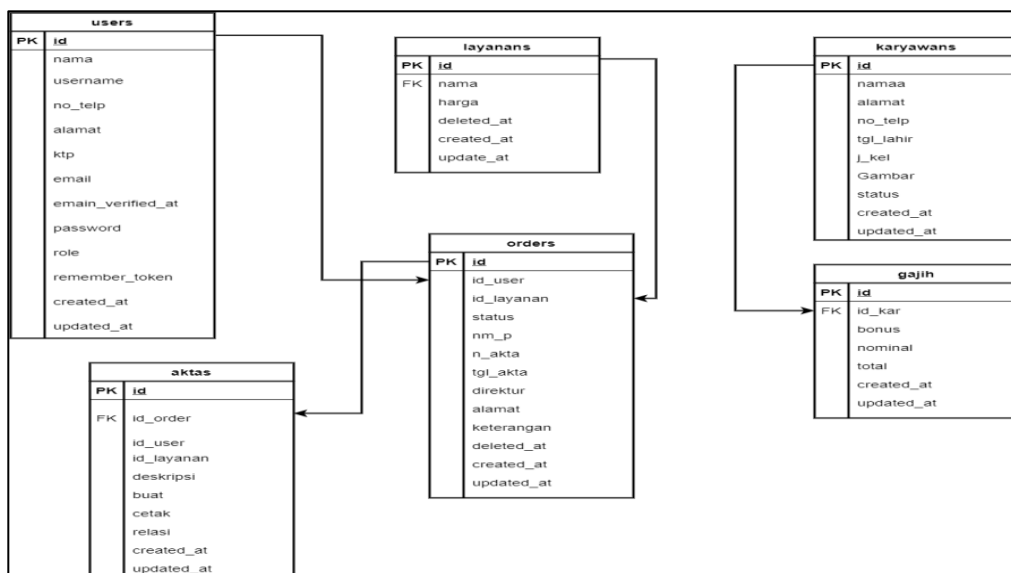 users
PK id
nama
username
no_telp
alamat
ktp
email
emain_verified_at
password
role
remember_token
created_at
updated_at
layanans
PK id
FK nama
harga
deleted_at
created_at
update_at
karyawans
PK id
namaa
alamat
no_telp
tgl_lahir
j_kel
Gambar
status
created_at
updated_at
orders
PK id
id_user
id_layanan
status
nm_p
n_akta
tgl_akta
direktur
alamat
keterangan
deleted_at
created_at
updated_at
gajih
PK id
FK id_kar
bonus
nominal
total
created_at
updated_at
aktas
PK id
FK id_order
id_user
id_layanan
deskripsi
buat
cetak
relasi
created_at
updated_at